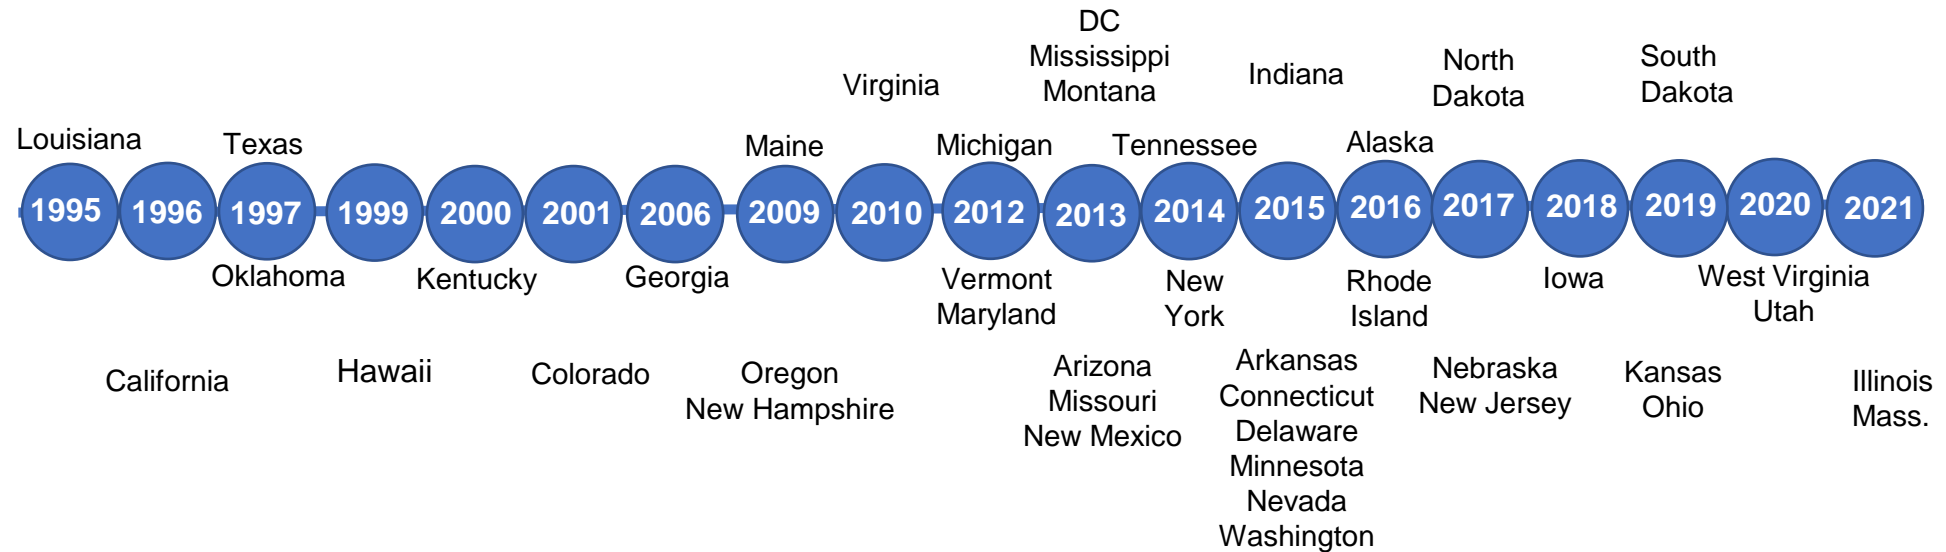 DC
Mississippi
Montana
Virginia
Indiana
North
Dakota
South
Dakota
Louisiana
Texas
Maine
Michigan
Tennessee
Alaska
1995 1996 1997 1999 2000 2001 2006 2009 2010 2012 2013 2014 2015 2016 2017 2018 2019 2020 2021
Oklahoma
Kentucky
Georgia
Vermont
Maryland
New
York
Rhode
Island
Iowa
West Virginia
Utah
California
Hawaii
Colorado
Oregon
New Hampshire
Arizona
Missouri
New Mexico
Arkansas
Connecticut
Delaware
Minnesota
Nevada
Washington
Nebraska
New Jersey
Kansas
Ohio
Illinois
Mass.